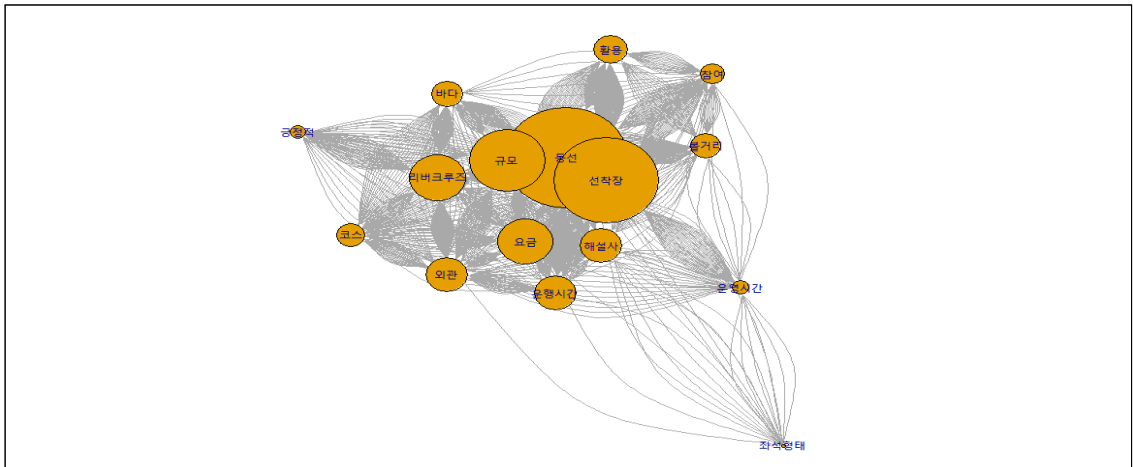 활용
참여
바다
긍정적
볼거리
동선
규모
리버크루즈
선착장
코스
요금
해설사
외관
운행시간
운영시간
좌석형태